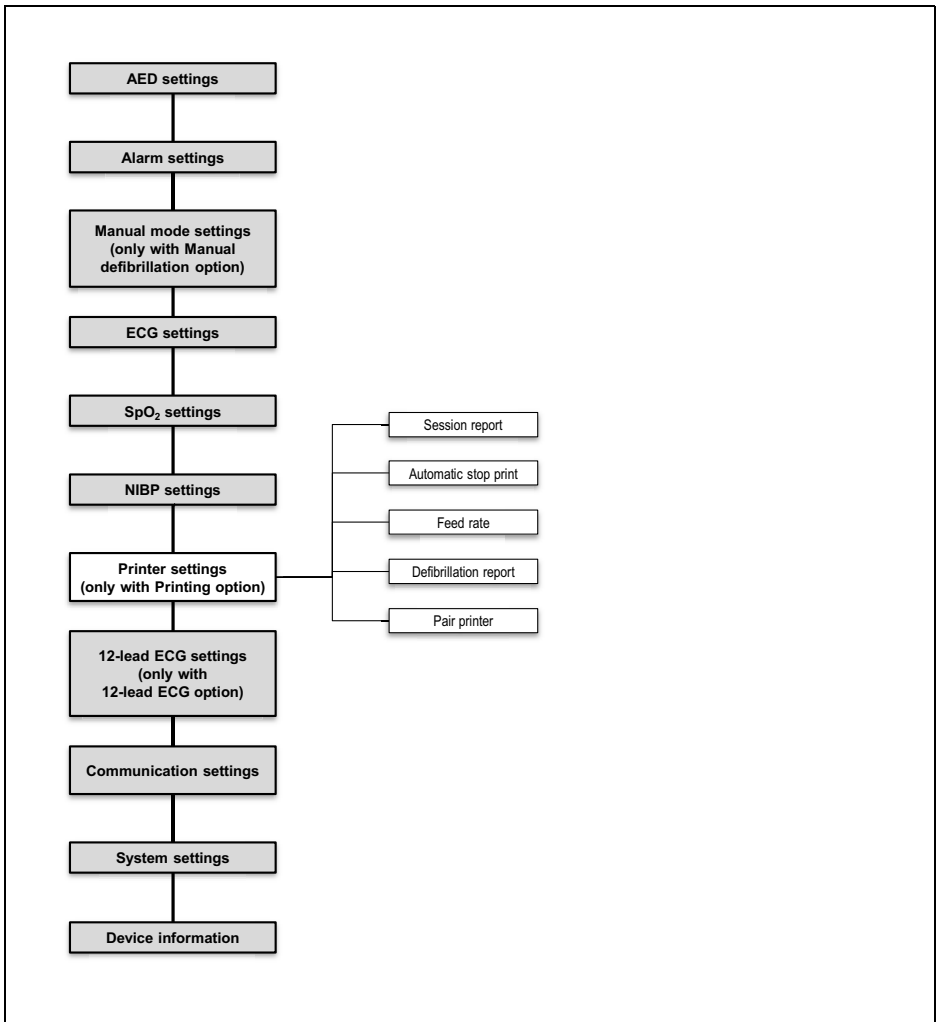 AED settings
Alarm settings
Manual mode settings
(only with Manual
defibrillation option)
ECG settings
SpO₂ settings
NIBP settings
Printer settings
(only with Printing option)
Session report
Automatic stop print
Feed rate
Defibrillation report
Pair printer
12-lead ECG settings
(only with
12-lead ECG option)
Communication settings
System settings
Device information